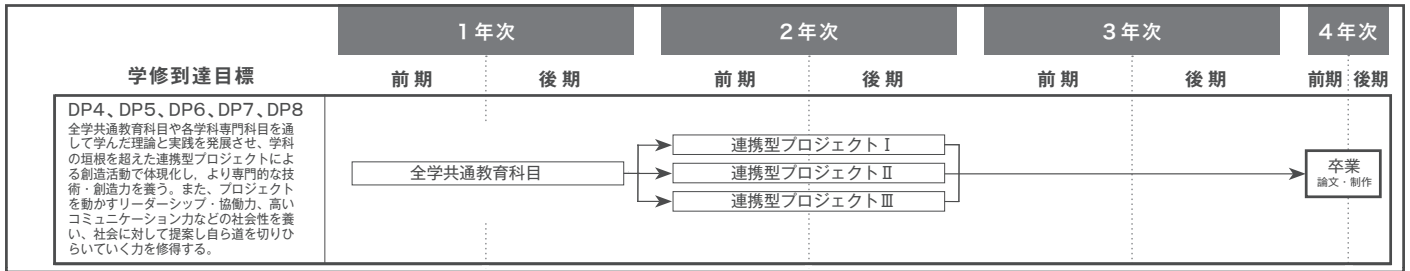 1年次
2年次
3年次
4年次
学修到達目標
前期
後期
前期
後期
前期
後期
前期
後期
DP4、DP5、DP6、DP7、DP8
全学共通教育科目や各学科専門科目を通
して学んだ理論と実践を発展させ、学科
の垣根を超えた連携型プロジェクトによ
る創造活動で体現化し、より専門的な技
術・創造力を養う。また、プロジェクト
を動かすリーダーシップ・協働力、高い
コミュニケーション力などの社会性を養
い、社会に対して提案し自ら道を切りひ
らいていく力を修得する。
全学共通教育科目
連携型プロジェクトⅠ
連携型プロジェクトⅡ
連携型プロジェクトⅢ
卒業
論文・制作